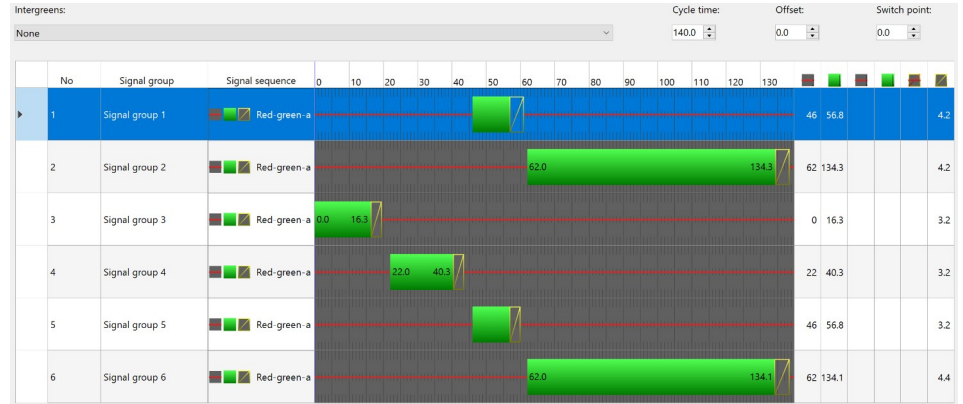 Intergreens: Cycle time: Offset: Switch point:
None 140.0 0.0 0.0
No Signal group Signal sequence 0 10 20 30 40 50 60 70 80 90 100 110 120 130
1 Signal group 1 Red-green-a 46 56.8 4.2
2 Signal group 2 Red-green-a 62.0 134.3 62 134.3 4.2
3 Signal group 3 Red-green-a 0.0 16.3 0 16.3 3.2
4 Signal group 4 Red-green-a 22.0 40.3 22 40.3 3.2
5 Signal group 5 Red-green-a 46 56.8 3.2
6 Signal group 6 Red-green-a 62.0 134.1 62 134.1 4.4